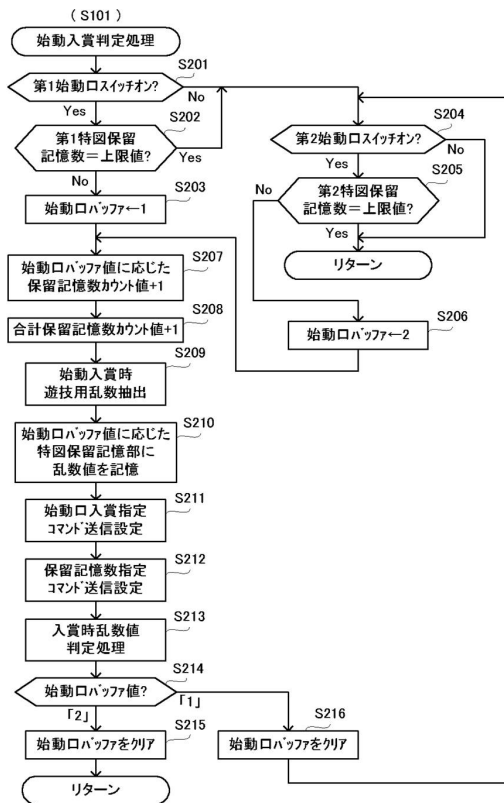 (S101)
始動入賞判定処理
S201
第1始動口スイッチオン?
No
Yes
S202
第1特図保留
記憶数=上限値?
Yes
No
S203
始動口バッファ←1
S204
第2始動口スイッチオン?
No
Yes
S205
第2特図保留
記憶数=上限値?
No
Yes
リターン
S206
始動口バッファ←2
S207
始動口バッファ値に応じた
保留記憶数カウント値+1
S208
合計保留記憶数カウント値+1
S209
始動入賞時
遊技用乱数抽出
S210
始動口バッファ値に応じた
特図保留記憶部に
乱数値を記憶
S211
始動口入賞指定
コマンド送信設定
S212
保留記憶数指定
コマンド送信設定
S213
入賞時乱数値
判定処理
S214
始動口バッファ値?
「1」
「2」
S215
始動口バッファをクリア
S216
始動口バッファをクリア
リターン